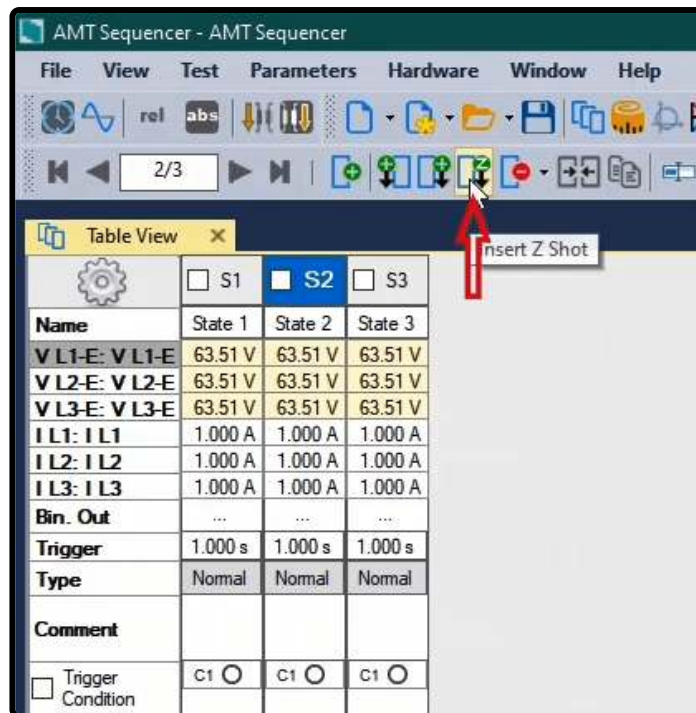 AMT Sequencer - AMT Sequencer
File View Test Parameters Hardware Window Help
rel abs
2/3
Z
Table View
nsert Z Shot
S1 S2 S3
Name State 1 State 2 State 3
V L1-E: V L1-E 63.51 V 63.51 V 63.51 V
V L2-E: V L2-E 63.51 V 63.51 V 63.51 V
V L3-E: V L3-E 63.51 V 63.51 V 63.51 V
I L1: I L1 1.000 A 1.000 A 1.000 A
I L2: I L2 1.000 A 1.000 A 1.000 A
I L3: I L3 1.000 A 1.000 A 1.000 A
Bin. Out ... ... ...
Trigger 1.000 s 1.000 s 1.000 s
Type Normal Normal Normal
Comment
Trigger Condition C1 C1 C1